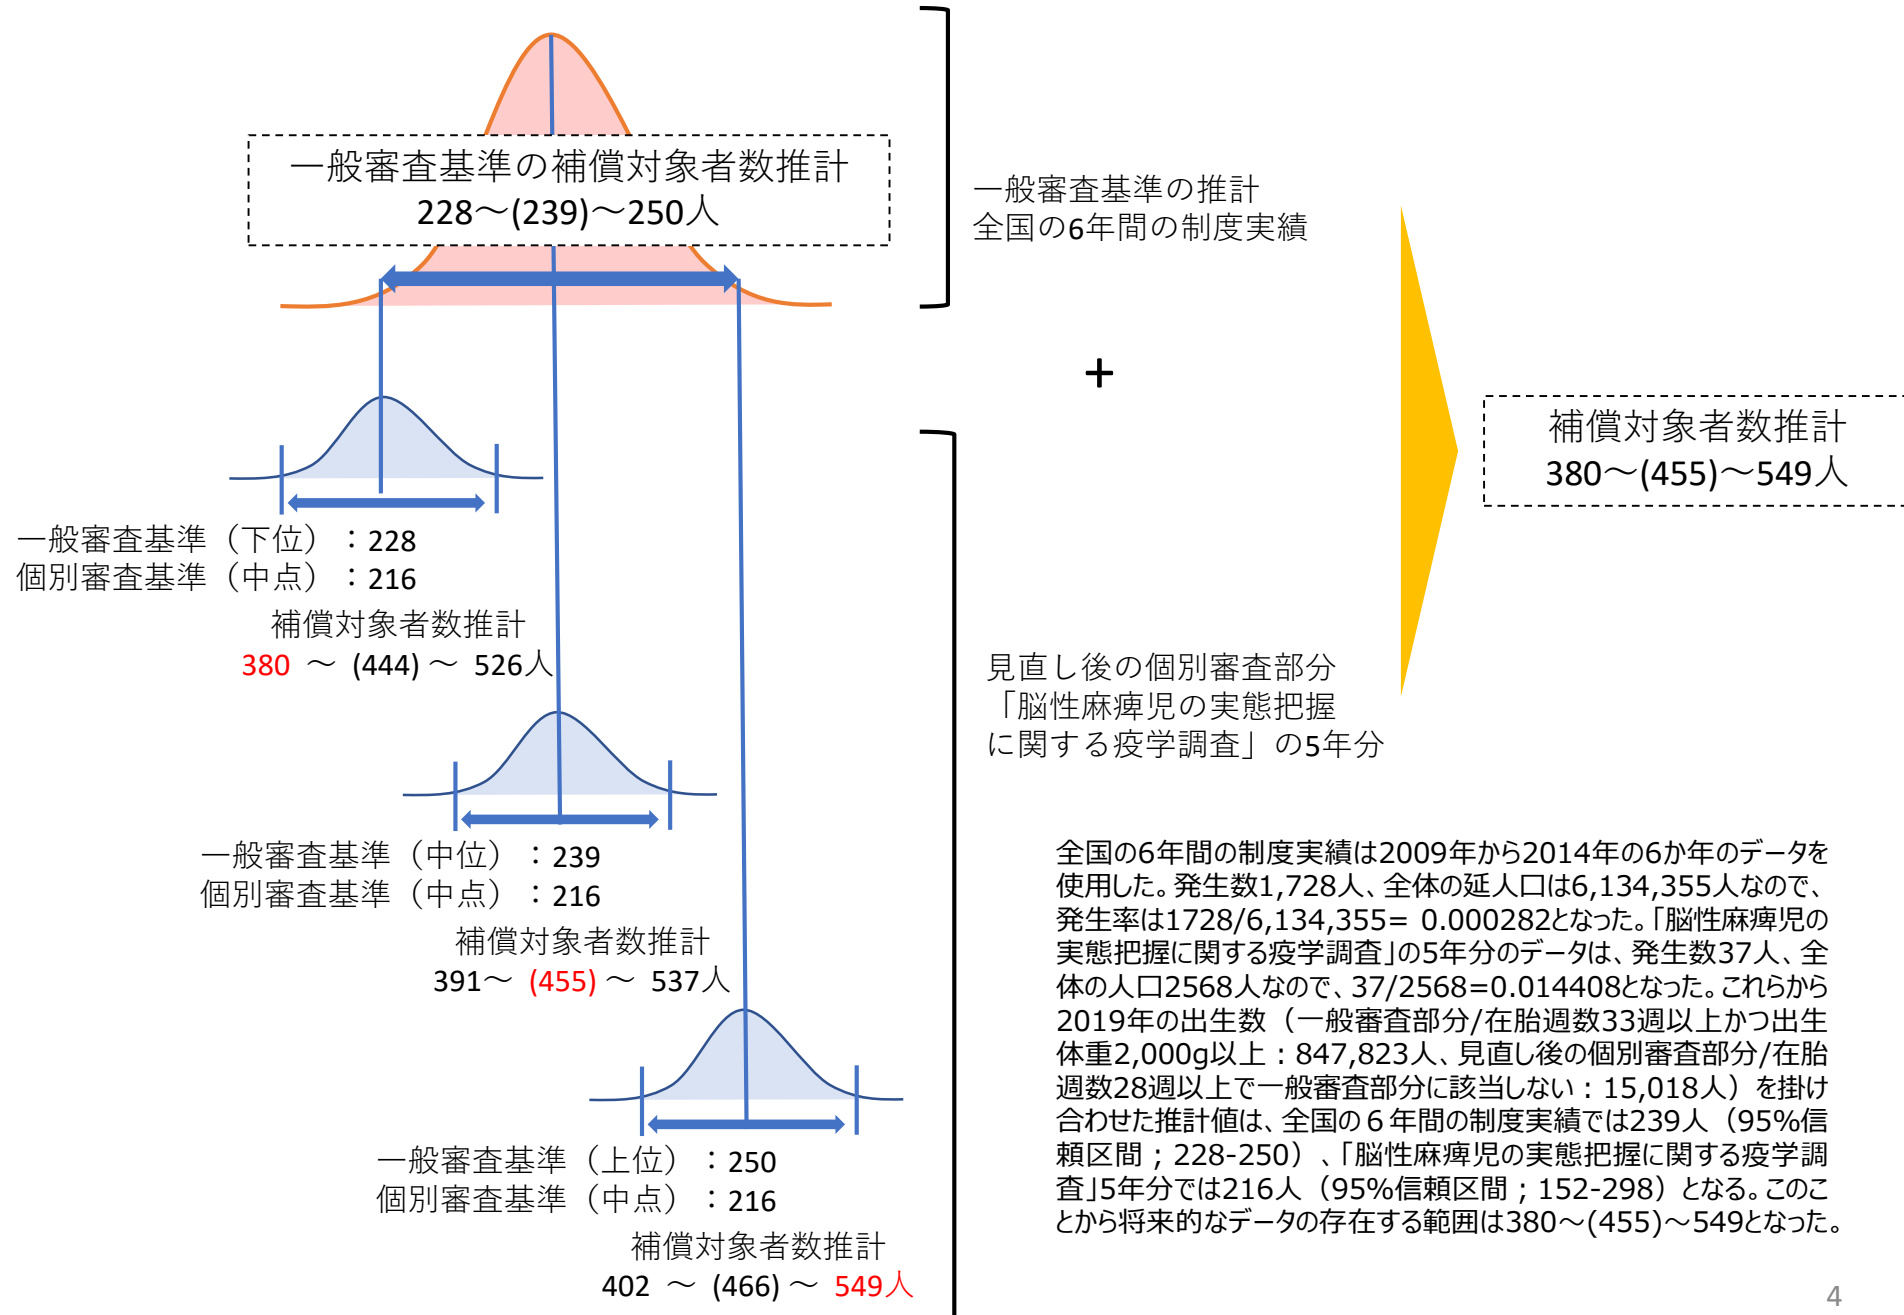 一般審査基準の補償対象者数推計
228～(239)～250人
一般審査基準の推計
全国の6年間の制度実績
+
補償対象者数推計
380～(455)～549人
一般審査基準（下位）：228
個別審査基準（中点）：216
補償対象者数推計
380 ～ (444) ～ 526人
見直し後の個別審査部分
「脳性麻痺児の実態把握
に関する疫学調査」の5年分
一般審査基準（中位）：239
個別審査基準（中点）：216
補償対象者数推計
391～ (455) ～ 537人
一般審査基準（上位）：250
個別審査基準（中点）：216
補償対象者数推計
402 ～ (466) ～ 549人
全国の6年間の制度実績は2009年から2014年の6か年のデータを
使用した。発生数1,728人、全体の延人口は6,134,355人なので、
発生率は1728/6,134,355= 0.000282となった。「脳性麻痺児の
実態把握に関する疫学調査」の5年分のデータは、発生数37人、全
体の人口2568人なので、37/2568=0.014408となった。これらから
2019年の出生数（一般審査部分/在胎週数33週以上かつ出生
体重2,000g以上：847,823人、見直し後の個別審査部分/在胎
週数28週以上で一般審査部分に該当しない：15,018人）を掛け
合わせた推計値は、全国の６年間の制度実績では239人（95%信
頼区間；228-250）、「脳性麻痺児の実態把握に関する疫学調
査」5年分では216人（95%信頼区間；152-298）となる。このこ
とから将来的なデータの存在する範囲は380～(455)～549となった。
4